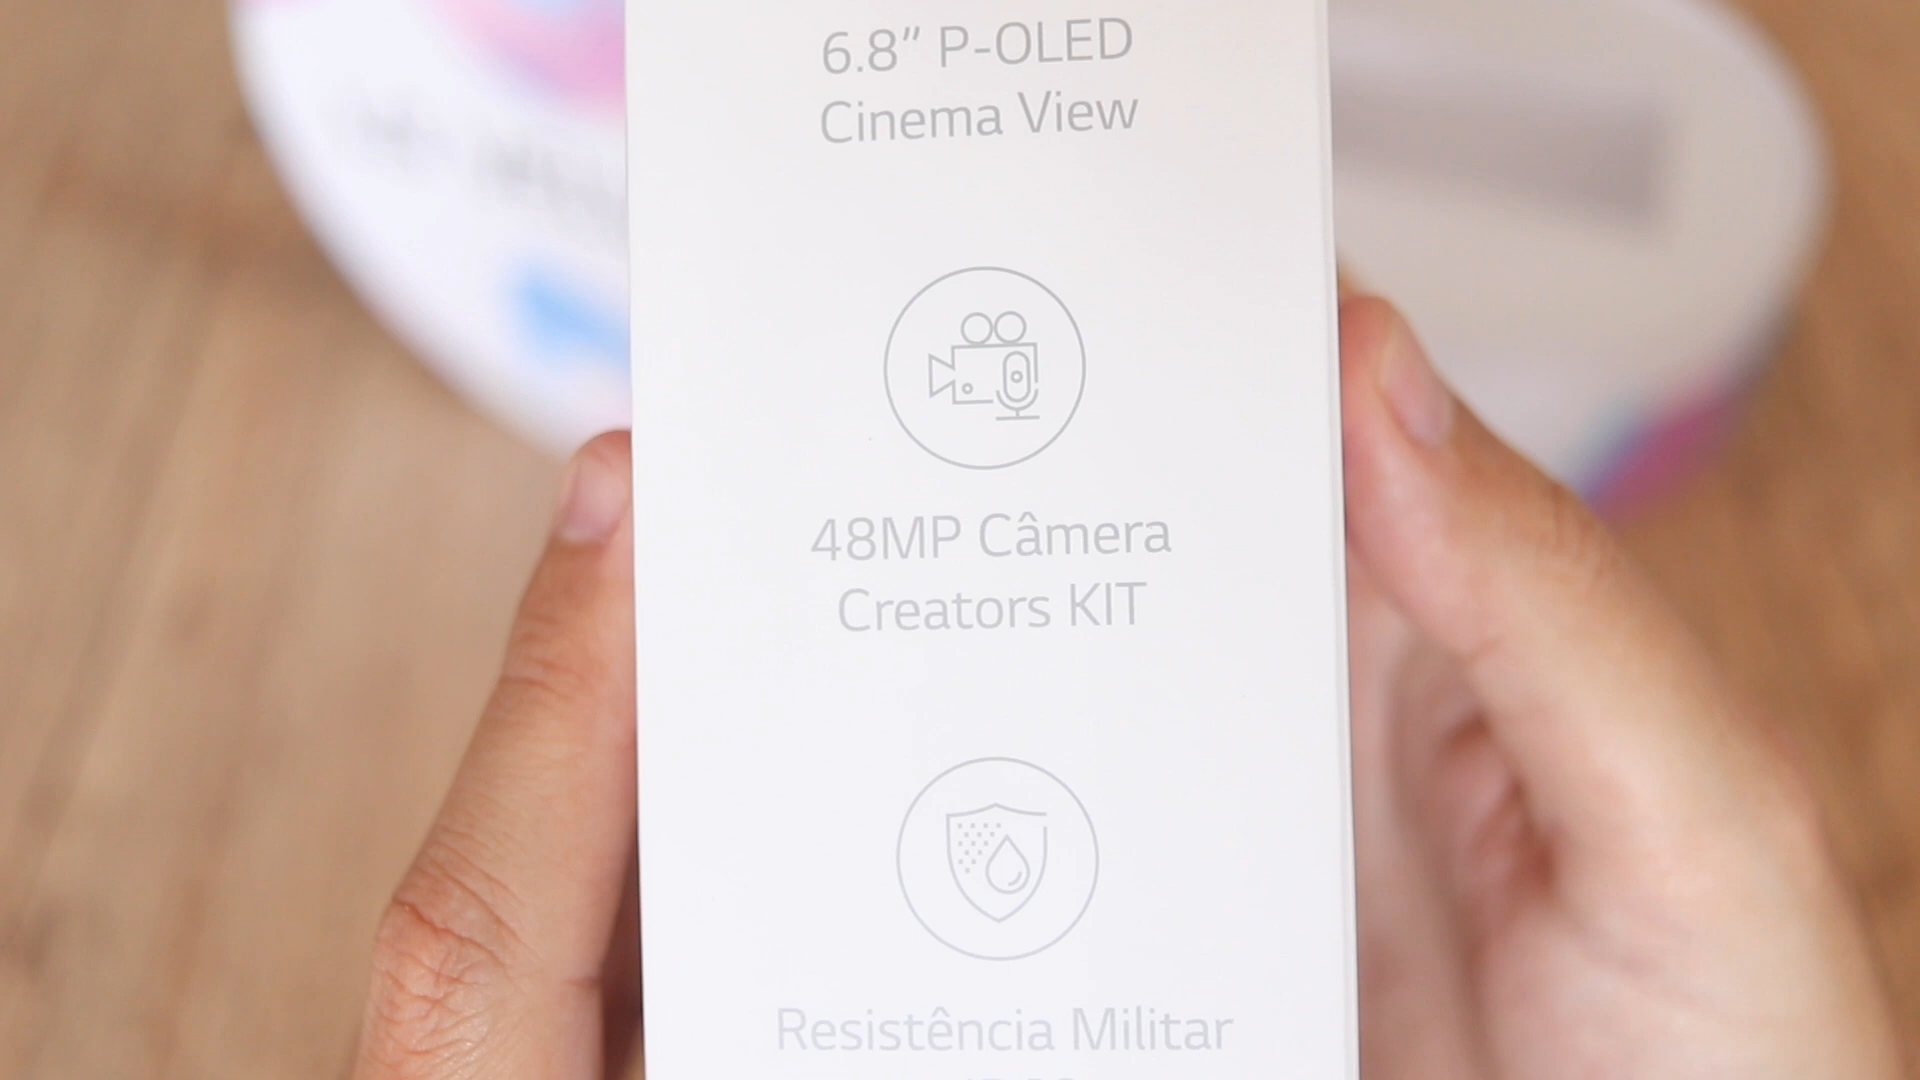 6.8” P-OLED
Cinema View
48MP Câmera
Creators KIT
Resistência Militar